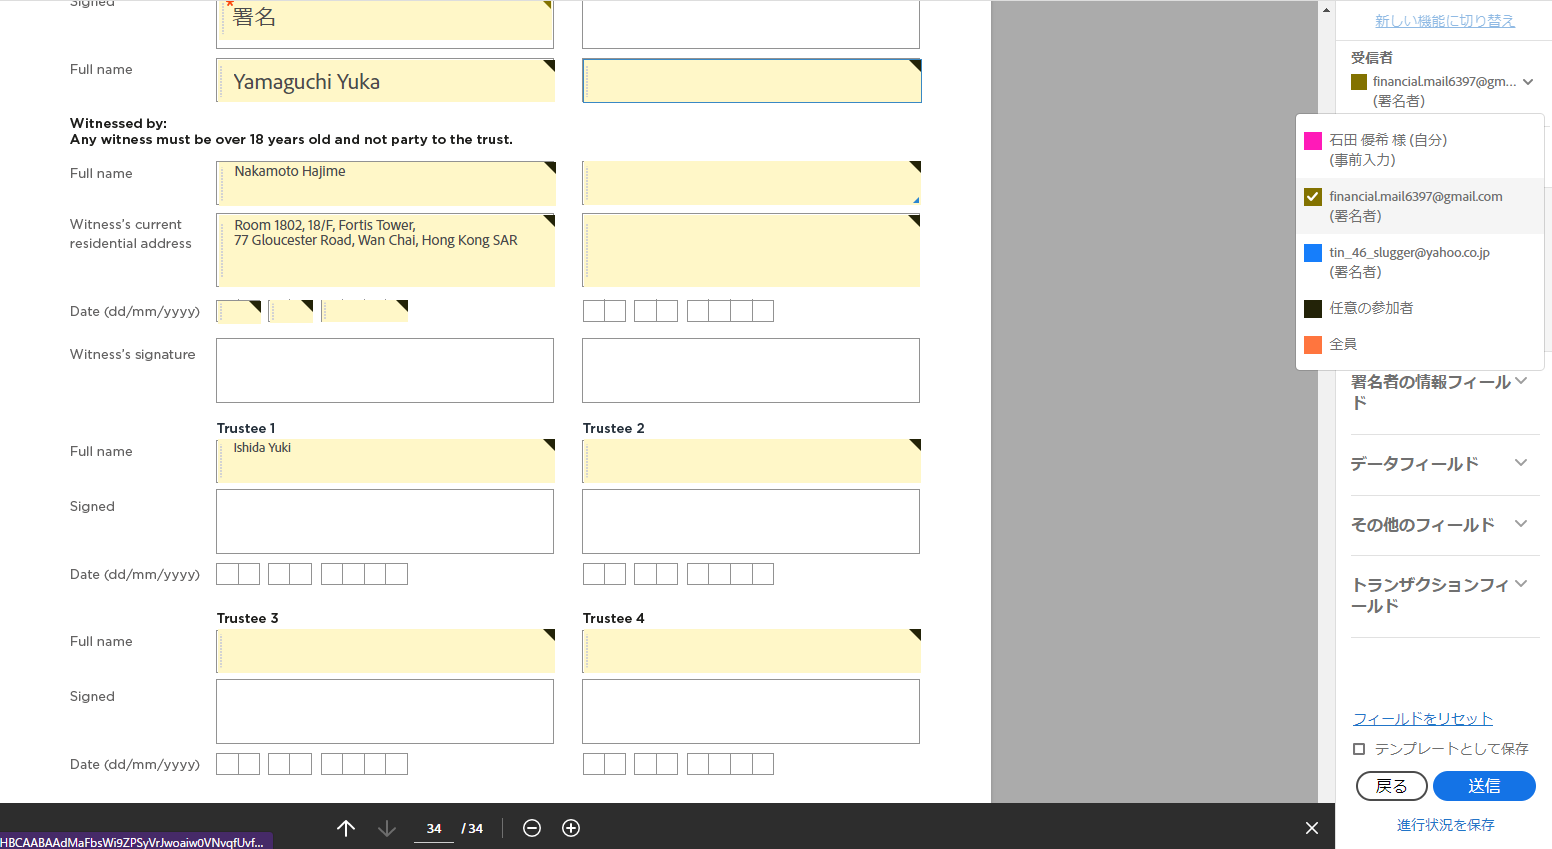 Signed
署名
Full name
Yamaguchi Yuka
Witnessed by:
Any witness must be over 18 years old and not party to the trust.
Full name
Nakamoto Hajime
Witness's current
residential address
Room 1802, 18/F, Fortis Tower,
77 Gloucester Road, Wan Chai, Hong Kong SAR
Date (dd/mm/yyyy)
Witness's signature
Trustee 1
Trustee 2
Full name
Ishida Yuki
Signed
Date (dd/mm/yyyy)
Trustee 3
Trustee 4
Full name
Signed
Date (dd/mm/yyyy)
34 / 34
HBCAABAAdMaFbsWi9ZPSyVrJwoaiw0VNvqfUvf...
新しい機能に切り替え
受信者
financial.mail6397@gm...
(署名者)
石田 優希 様 (自分)
(事前入力)
financial.mail6397@gmail.com
(署名者)
tin_46_slugger@yahoo.co.jp
(署名者)
任意の参加者
全員
署名者の情報フィール
ド
データフィールド
その他のフィールド
トランザクションフィ
ールド
フィールドをリセット
テンプレートとして保存
戻る
送信
進行状況を保存